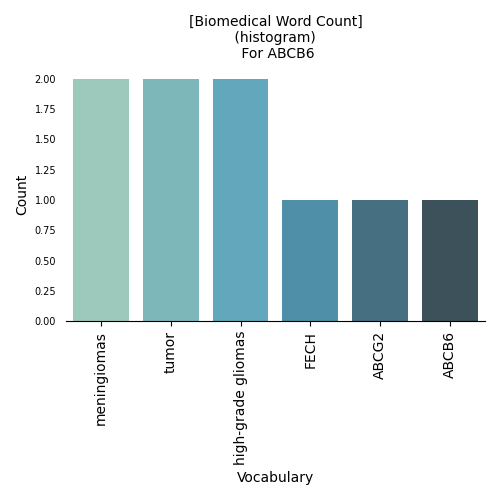 [Biomedical Word Count]
(histogram)
For ABCB6
Count
2.00
1.75
1.50
1.25
1.00
0.75
0.50
0.25
0.00
meningiomas
tumor
high-grade gliomas
FECH
ABCG2
ABCB6
Vocabulary